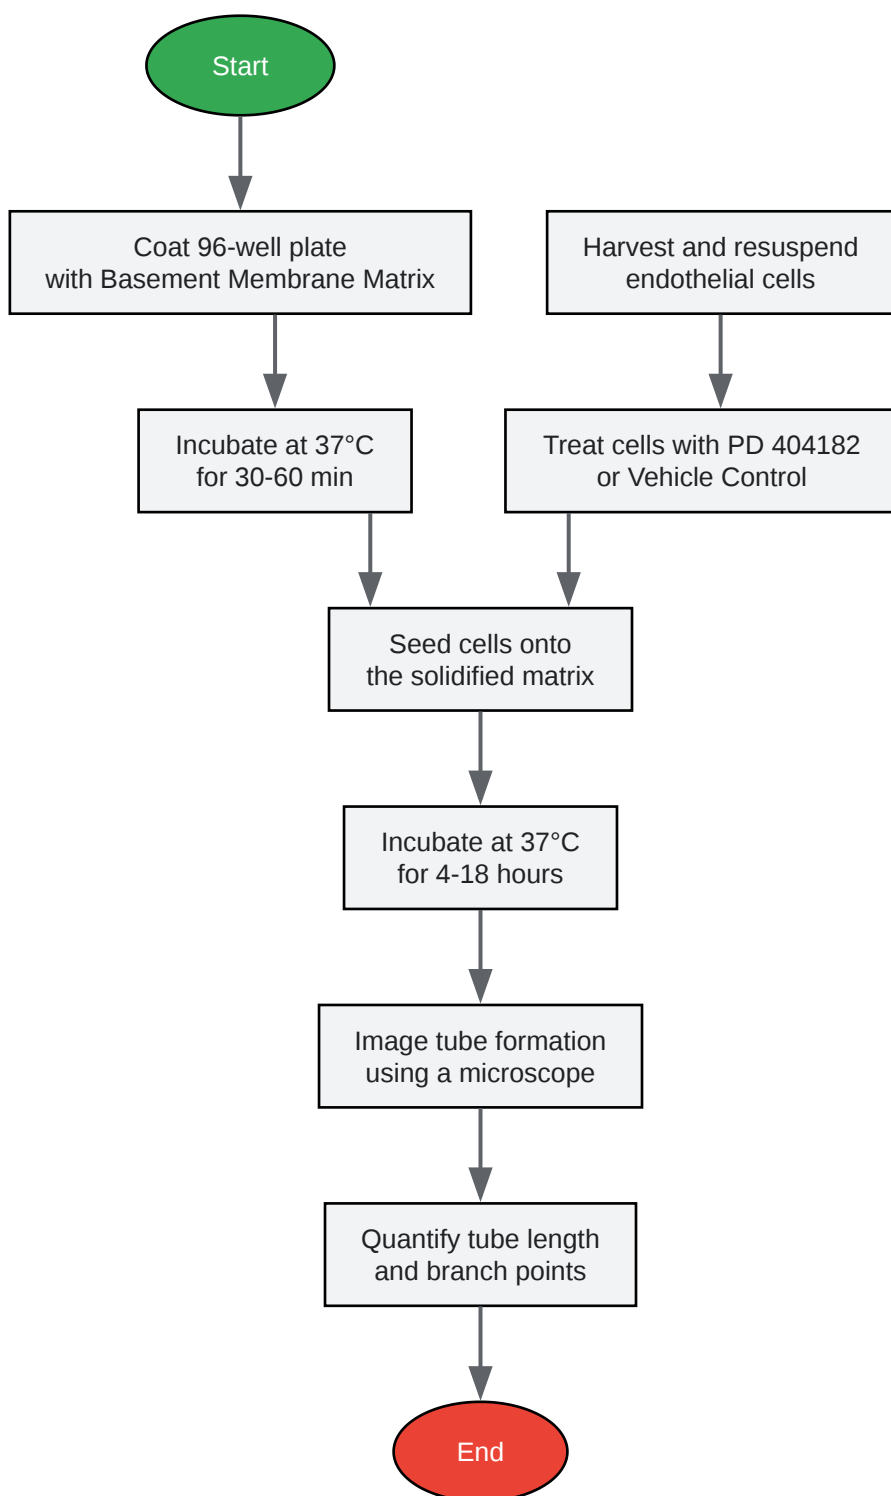 Start
Coat 96-well plate
with Basement Membrane Matrix
Harvest and resuspend
endothelial cells
Incubate at 37°C
for 30-60 min
Treat cells with PD 404182
or Vehicle Control
Seed cells onto
the solidified matrix
Incubate at 37°C
for 4-18 hours
Image tube formation
using a microscope
Quantify tube length
and branch points
End